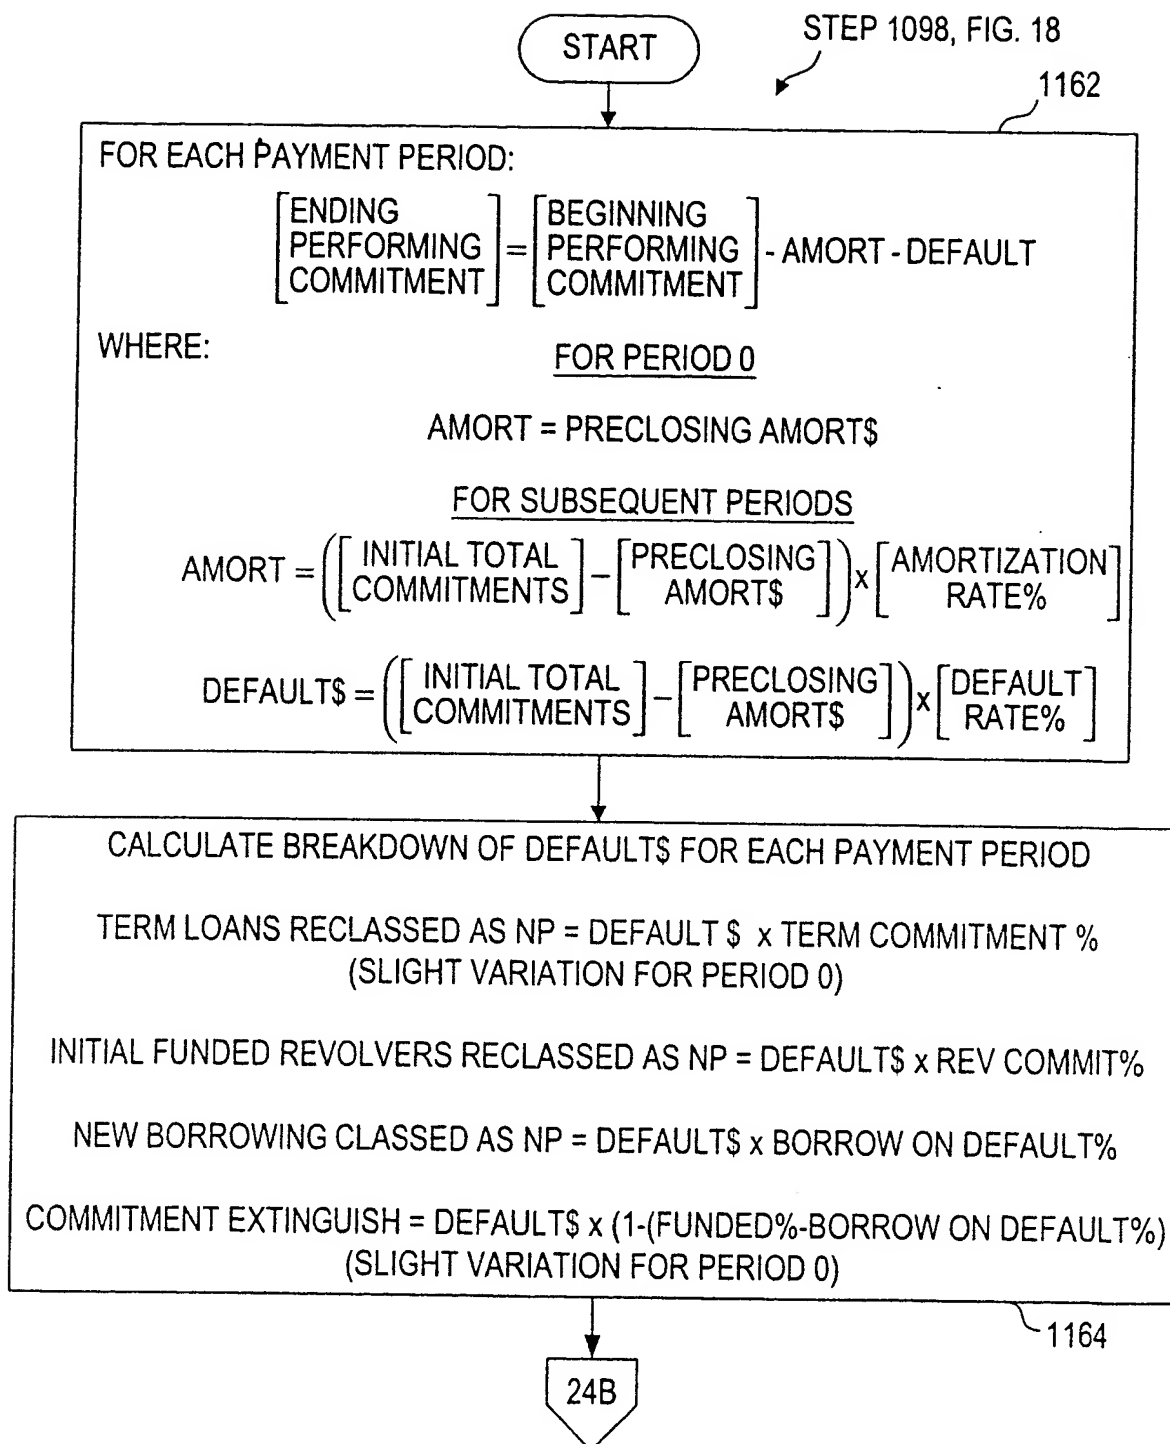 START
STEP 1098, FIG. 18
1162
FOR EACH PAYMENT PERIOD:
[ENDING PERFORMING COMMITMENT] = [BEGINNING PERFORMING COMMITMENT] - AMORT - DEFAULT
WHERE:
FOR PERIOD 0
AMORT = PRECLOSING AMORT$
FOR SUBSEQUENT PERIODS
AMORT = ([INITIAL TOTAL COMMITMENTS] - [PRECLOSING AMORT$]) x [AMORTIZATION RATE%]
DEFAULT$ = ([INITIAL TOTAL COMMITMENTS] - [PRECLOSING AMORT$]) x [DEFAULT RATE%]
CALCULATE BREAKDOWN OF DEFAULT$ FOR EACH PAYMENT PERIOD
TERM LOANS RECLASSED AS NP = DEFAULT $ x TERM COMMITMENT %
(SLIGHT VARIATION FOR PERIOD 0)
INITIAL FUNDED REVOLVERS RECLASSED AS NP = DEFAULT$ x REV COMMIT%
NEW BORROWING CLASSED AS NP = DEFAULT$ x BORROW ON DEFAULT%
COMMITMENT EXTINGUISH = DEFAULT$ x (1-(FUNDED%-BORROW ON DEFAULT%)
(SLIGHT VARIATION FOR PERIOD 0)
1164
24B